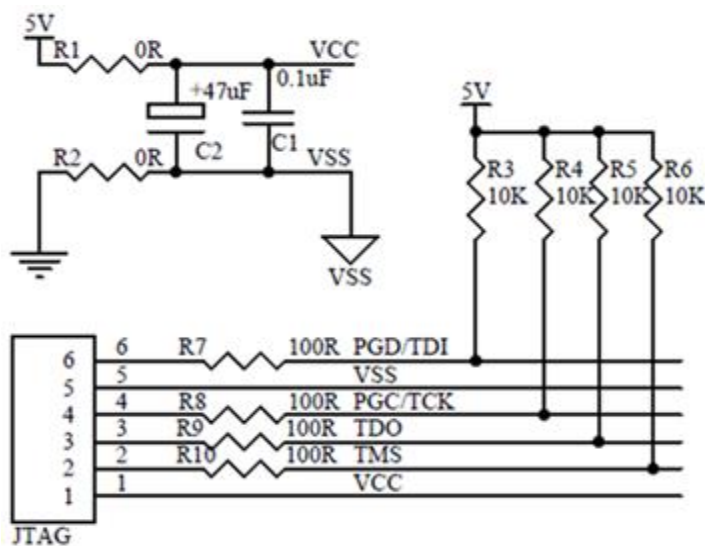 5V
R1 0R VCC
+47uF 0.1uF
C2 C1
R2 0R VSS
VSS
5V
R3 R4 R5 R6
10K 10K 10K 10K
6 6 R7 100R PGD/TDI
5 5 VSS
4 4 R8 100R PGC/TCK
3 3 R9 100R TDO
2 2 R10 100R TMS
1 1 VCC
JTAG